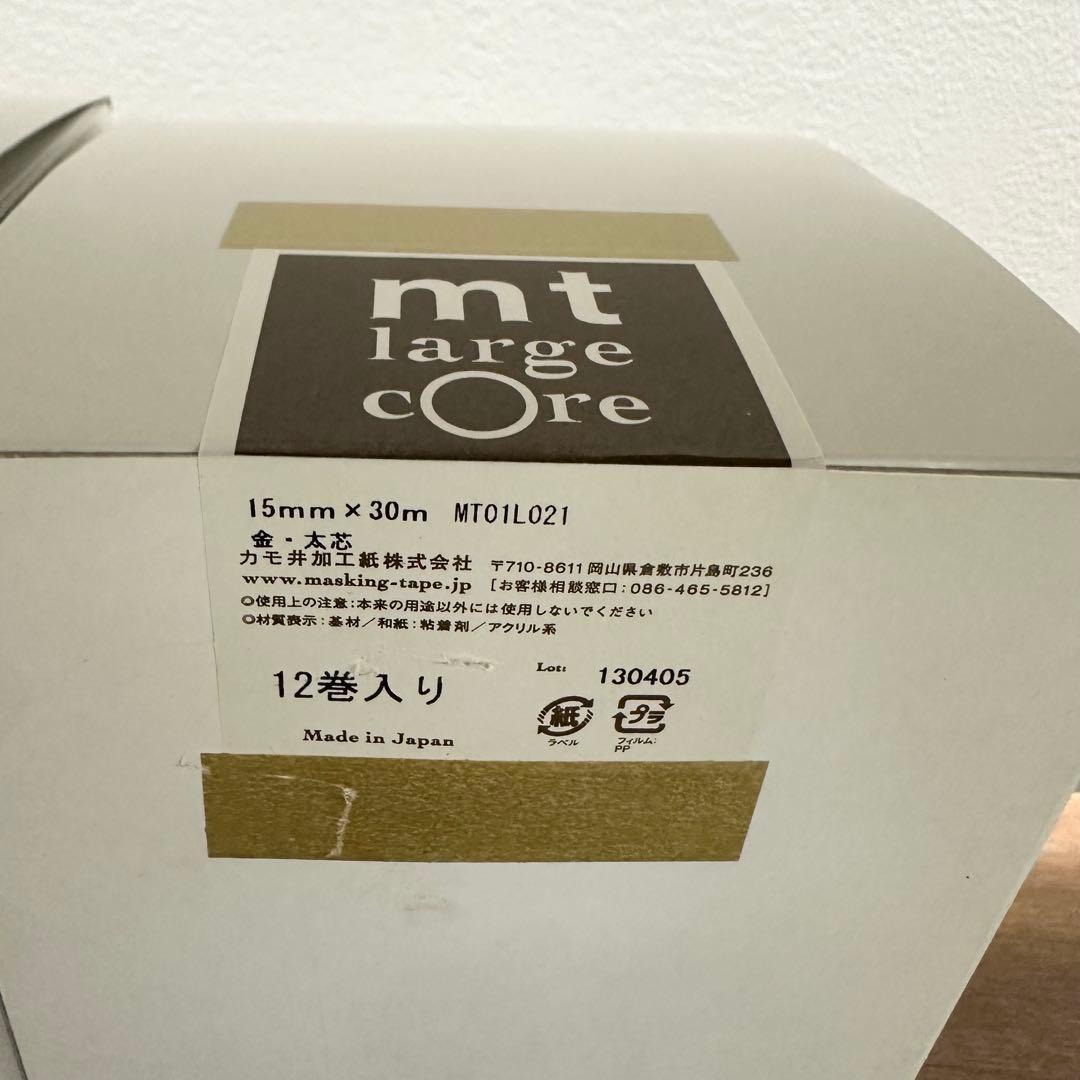 mt
large
core
15mm×30m MT01L021
金・太芯
カモ井加工紙株式会社 〒710-8611 岡山県倉敷市片島町236
www.masking-tape.jp [お客様相談窓口:086-465-5812]
◎使用上の注意:本来の用途以外には使用しないでください
◎材質表示:基材/和紙:粘着剤/アクリル系
12巻入り
Lot: 130405
Made in Japan
紙
ラベル
プラ
フィルム:
PP